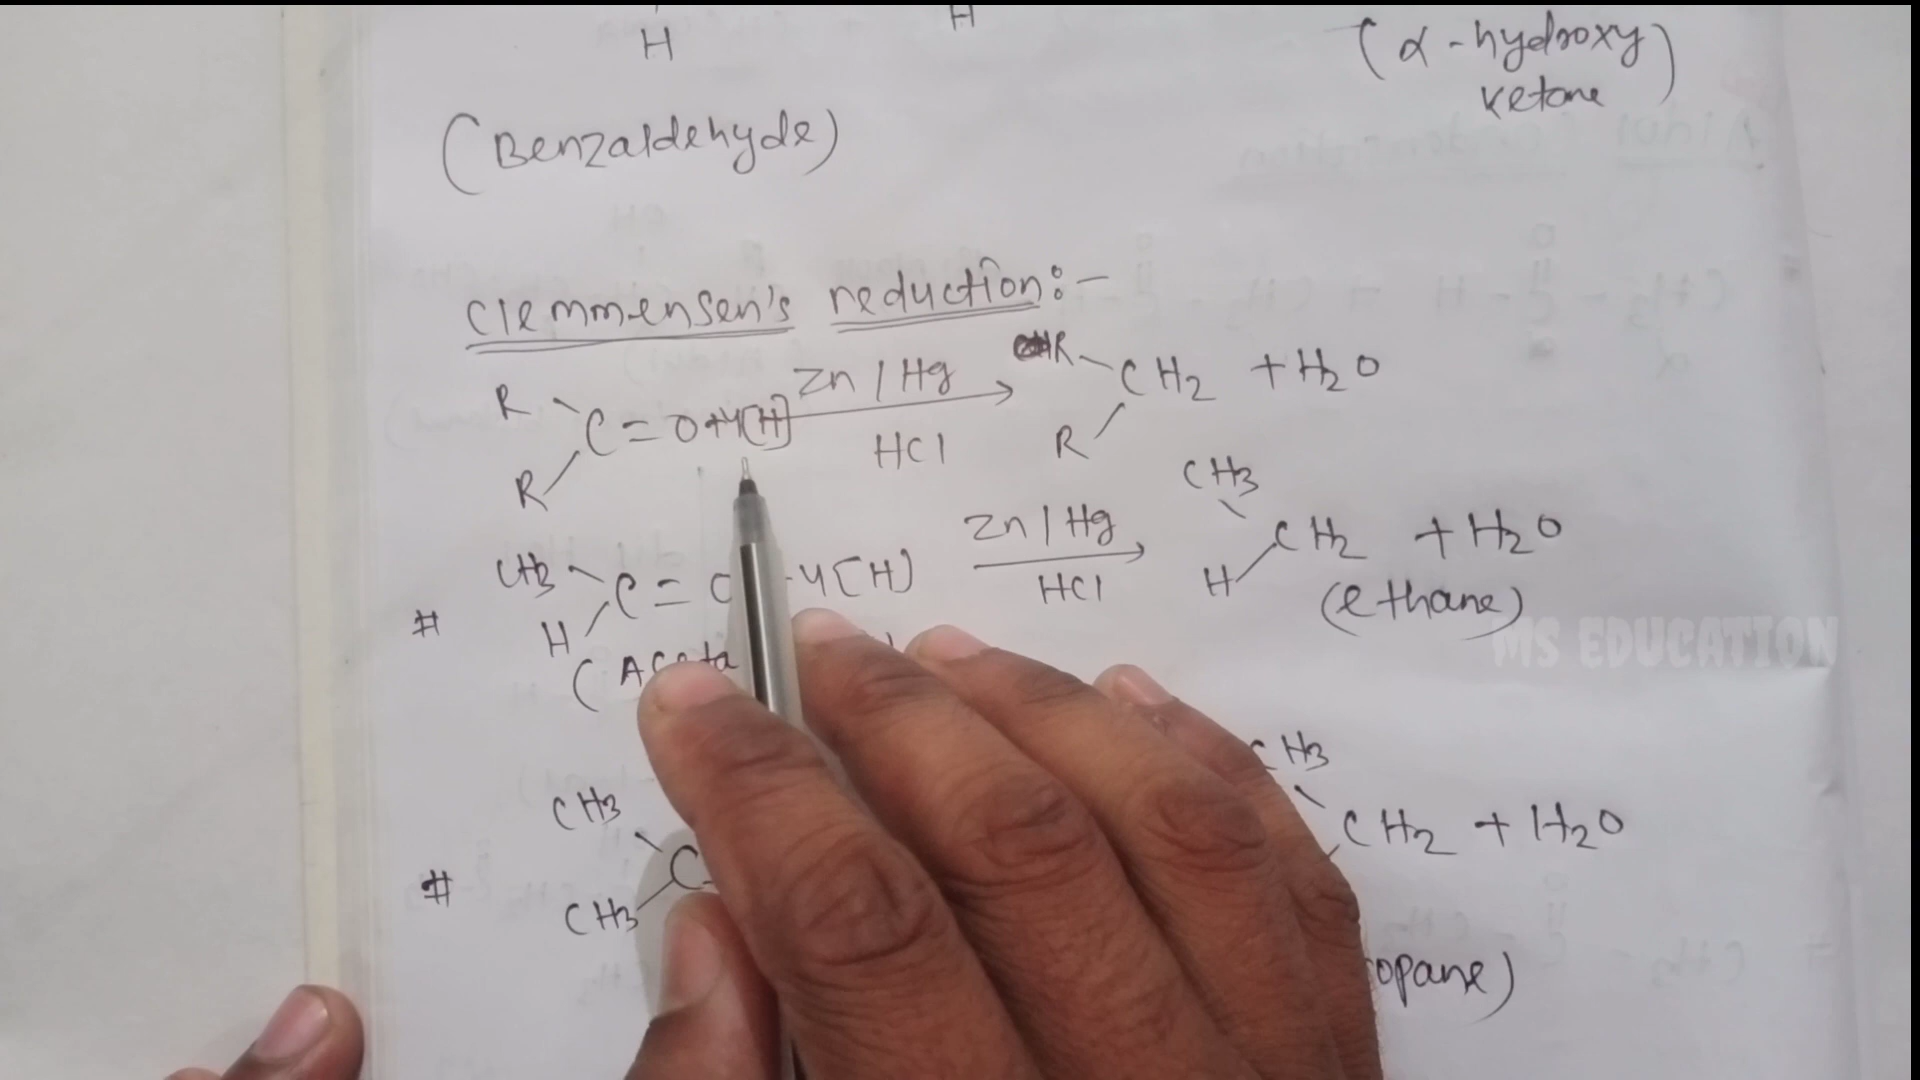 H
H
(α-hydroxy
ketone)
(Benzaldehyde)
Clemmensen's reduction:-
R
C=O+4[H]
R
Zn/Hg
HCl
R
CH2 + H2O
R
#
CH3
C=
4[H]
H
Zn/Hg
HCl
CH3
CH2 + H2O
H
(ethane)
MS EDUCATION
#
CH3
C
CH3
CH3
CH2 + H2O
opane)